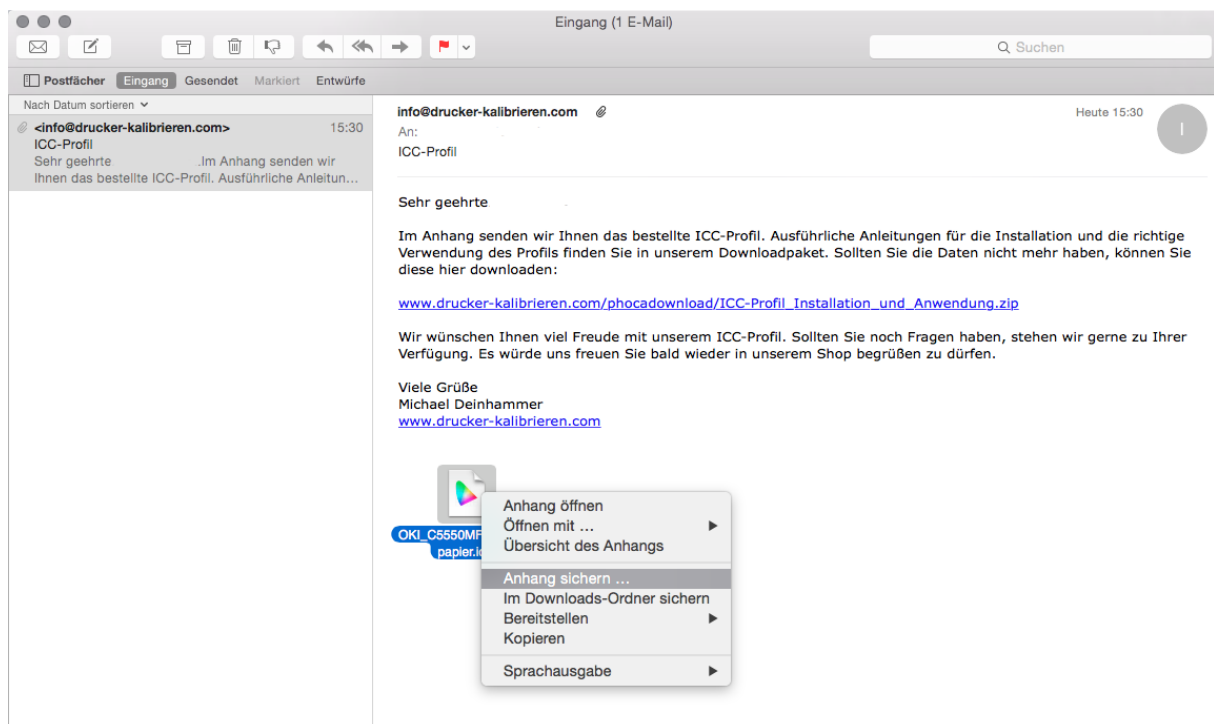 Eingang (1 E-Mail)
Suchen
Postfächer Eingang Gesendet Markiert Entwürfe
Nach Datum sortieren
<info@drucker-kalibrieren.com> 15:30
ICC-Profil
Sehr geehrte .Im Anhang senden wir
Ihnen das bestellte ICC-Profil. Ausführliche Anleitun...
info@drucker-kalibrieren.com Heute 15:30
An:
I
ICC-Profil
Sehr geehrte
Im Anhang senden wir Ihnen das bestellte ICC-Profil. Ausführliche Anleitungen für die Installation und die richtige
Verwendung des Profils finden Sie in unserem Downloadpaket. Sollten Sie die Daten nicht mehr haben, können Sie
diese hier downloaden:
www.drucker-kalibrieren.com/phocadownload/ICC-Profil_Installation_und_Anwendung.zip
Wir wünschen Ihnen viel Freude mit unserem ICC-Profil. Sollten Sie noch Fragen haben, stehen wir gerne zu Ihrer
Verfügung. Es würde uns freuen Sie bald wieder in unserem Shop begrüßen zu dürfen.
Viele Grüße
Michael Deinhammer
www.drucker-kalibrieren.com
OKI_C5550MF
papier.i
Anhang öffnen
Öffnen mit ...
Übersicht des Anhangs
Anhang sichern ...
Im Downloads-Ordner sichern
Bereitstellen
Kopieren
Sprachausgabe